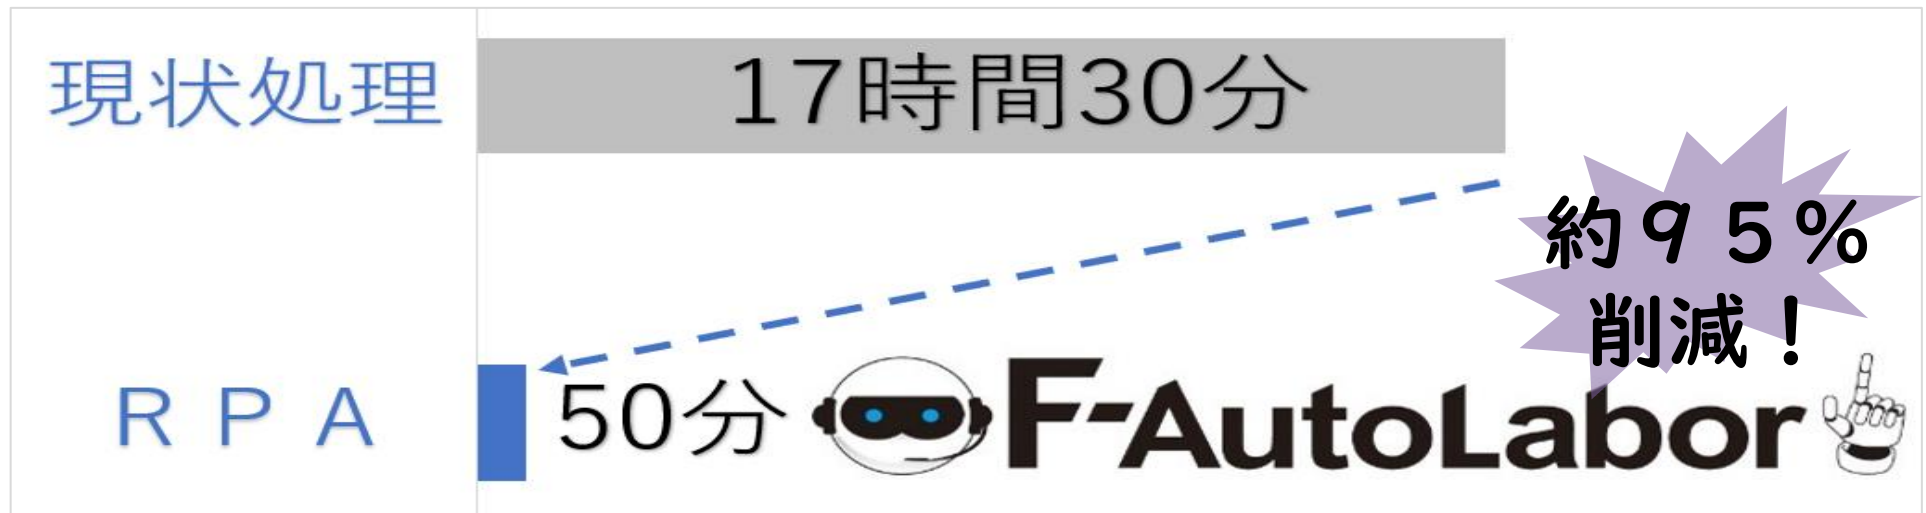 現状処理
17時間30分
約９５％
削減！
ＲＰＡ
50分
F-AutoLabor